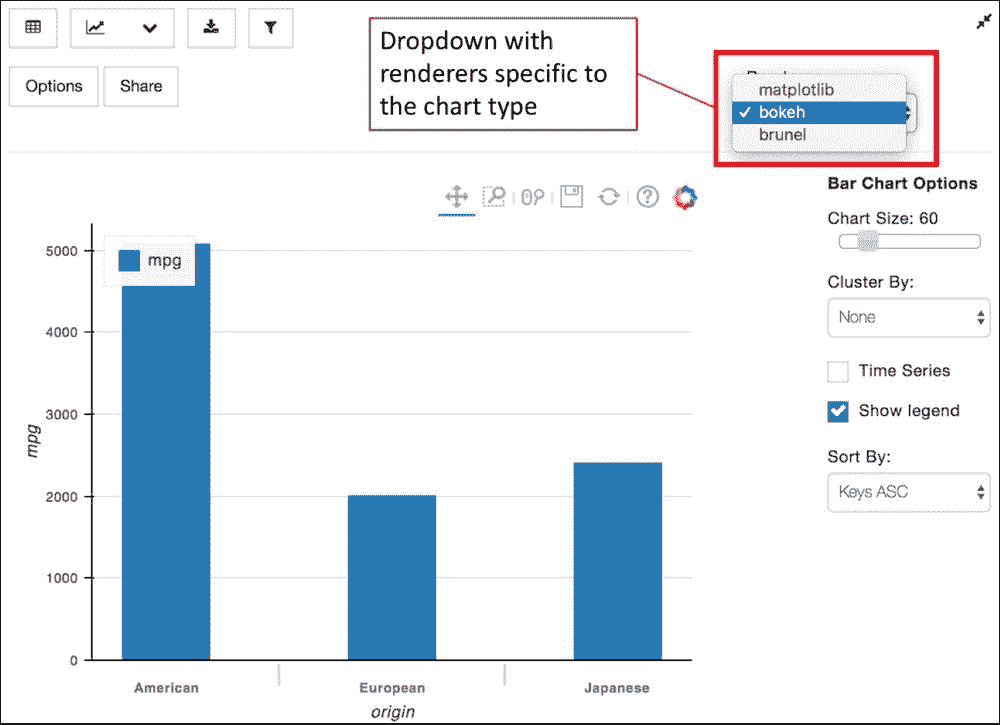 Dropdown with
renderers specific to
the chart type
matplotlib
✓ bokeh
brunel
Options
Share
Bar Chart Options
Chart Size: 60
Cluster By:
None
Time Series
Show legend
Sort By:
Keys ASC
mpg
5000
4000
3000
2000
1000
0
mpg
American
European
Japanese
origin